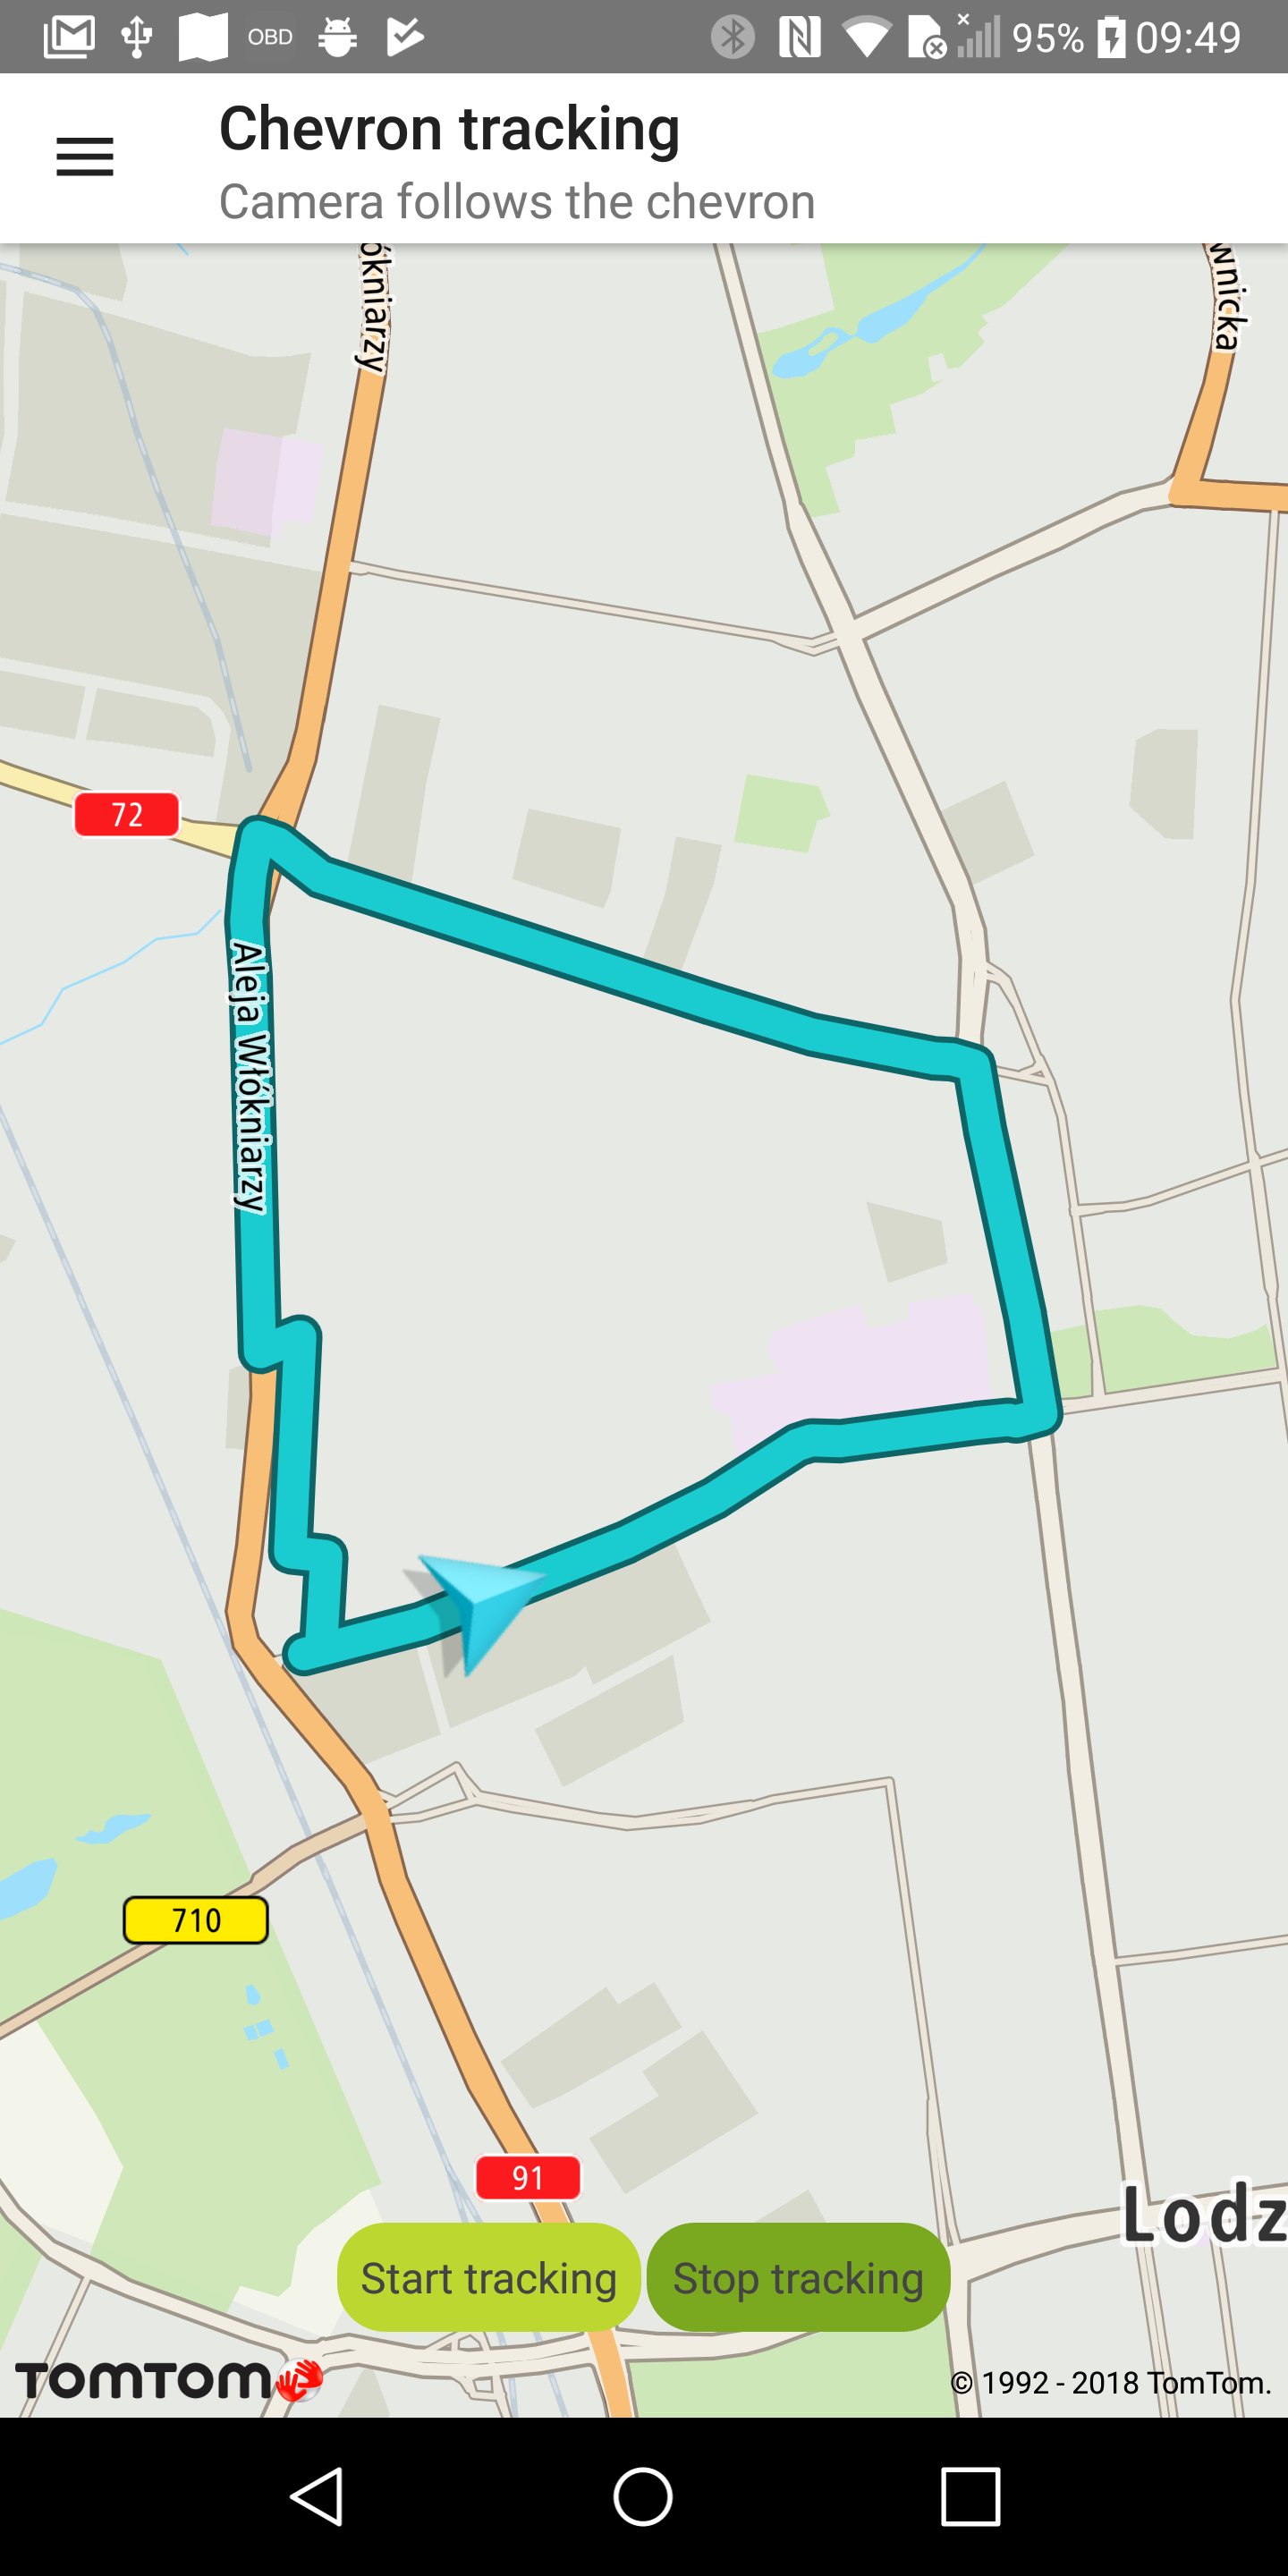 OBD
95%
09:49
Chevron tracking
Camera follows the chevron
ókniarzy
wnicka
72
Aleja Włókniarzy
710
91
Lodz
Start tracking
Stop tracking
TOMTOM
© 1992 - 2018 TomTom.